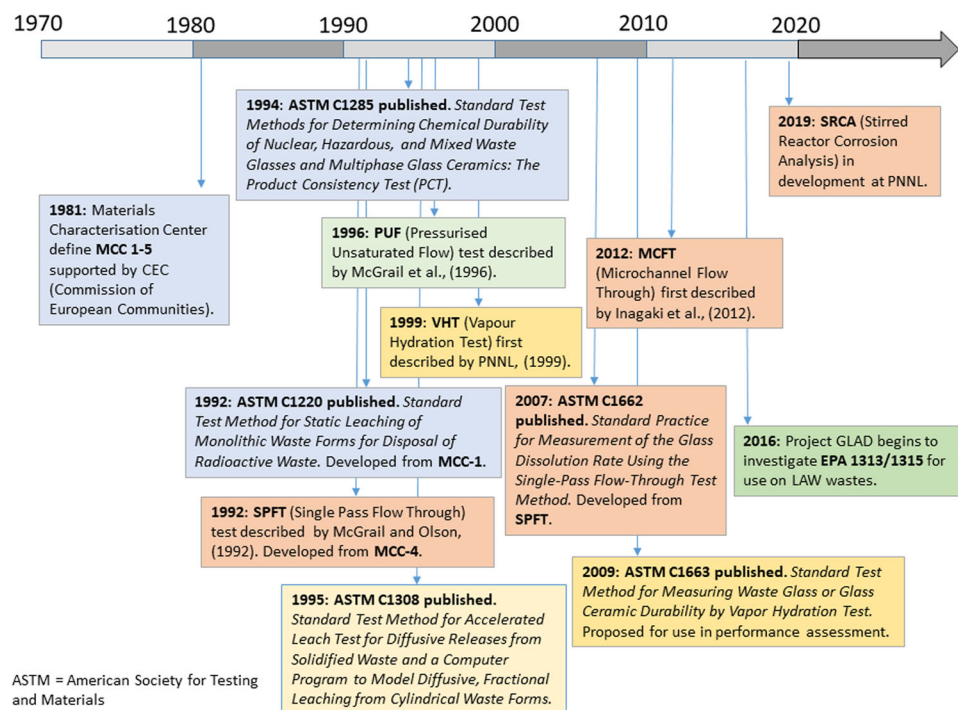 1970
1980
1990
2000
2010
2020
1994: ASTM C1285 published. Standard Test
Methods for Determining Chemical Durability
of Nuclear, Hazardous, and Mixed Waste
Glasses and Multiphase Glass Ceramics: The
Product Consistency Test (PCT).
2019: SRCA (Stirred
Reactor Corrosion
Analysis) in
development at PNNL.
1981: Materials
Characterisation Center
define MCC 1-5
supported by CEC
(Commission of
European Communities).
1996: PUF (Pressurised
Unsaturated Flow) test described
by McGrail et al., (1996).
2012: MCFT
(Microchannel Flow
Through) first described
by Inagaki et al., (2012).
1999: VHT (Vapour
Hydration Test) first
described by PNNL, (1999).
1992: ASTM C1220 published. Standard
Test Method for Static Leaching of
Monolithic Waste Forms for Disposal of
Radioactive Waste. Developed from MCC-1.
2007: ASTM C1662
published. Standard Practice
for Measurement of the Glass
Dissolution Rate Using the
Single-Pass Flow-Through Test
Method. Developed from
SPFT.
2016: Project GLAD begins to
investigate EPA 1313/1315 for
use on LAW wastes.
1992: SPFT (Single Pass Flow Through)
test described by McGrail and Olson,
(1992). Developed from MCC-4.
2009: ASTM C1663 published. Standard Test
Method for Measuring Waste Glass or Glass
Ceramic Durability by Vapor Hydration Test.
Proposed for use in performance assessment.
1995: ASTM C1308 published.
Standard Test Method for Accelerated
Leach Test for Diffusive Releases from
Solidified Waste and a Computer
Program to Model Diffusive, Fractional
Leaching from Cylindrical Waste Forms.
ASTM = American Society for Testing
and Materials